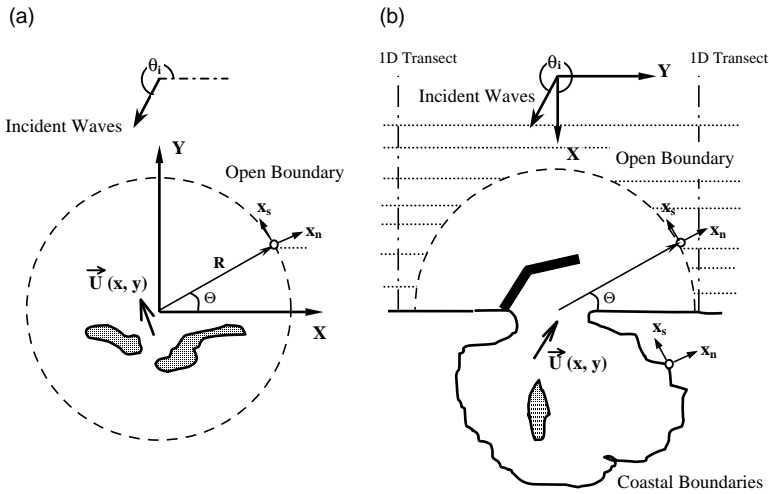 (a)
θi
Incident Waves
Y
Open Boundary
xs
xn
R
U (x, y)
Θ
X
(b)
1D Transect
1D Transect
θi
Y
Incident Waves
X
Open Boundary
xs
xn
Θ
xs
xn
U (x, y)
Coastal Boundaries